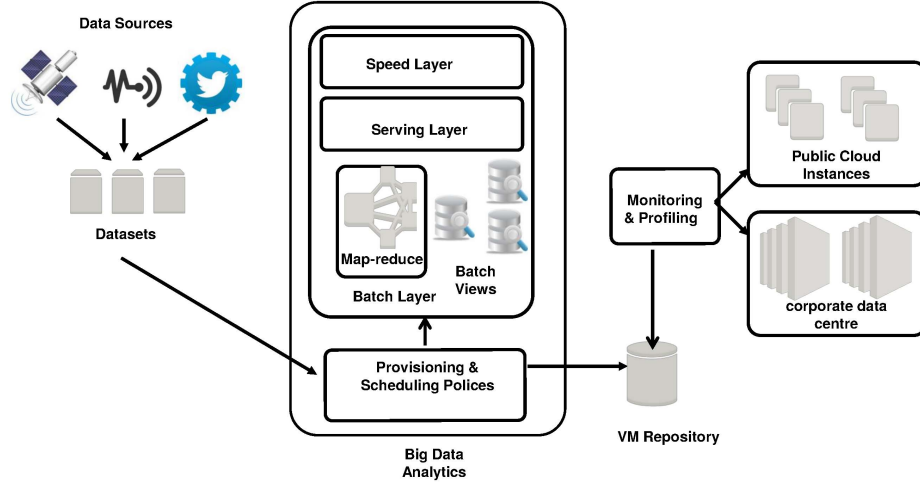 Data Sources
Datasets
Speed Layer
Serving Layer
Map-reduce
Batch
Views
Batch Layer
Provisioning &
Scheduling Polices
Big Data
Analytics
Monitoring
& Profiling
VM Repository
Public Cloud
Instances
corporate data
centre